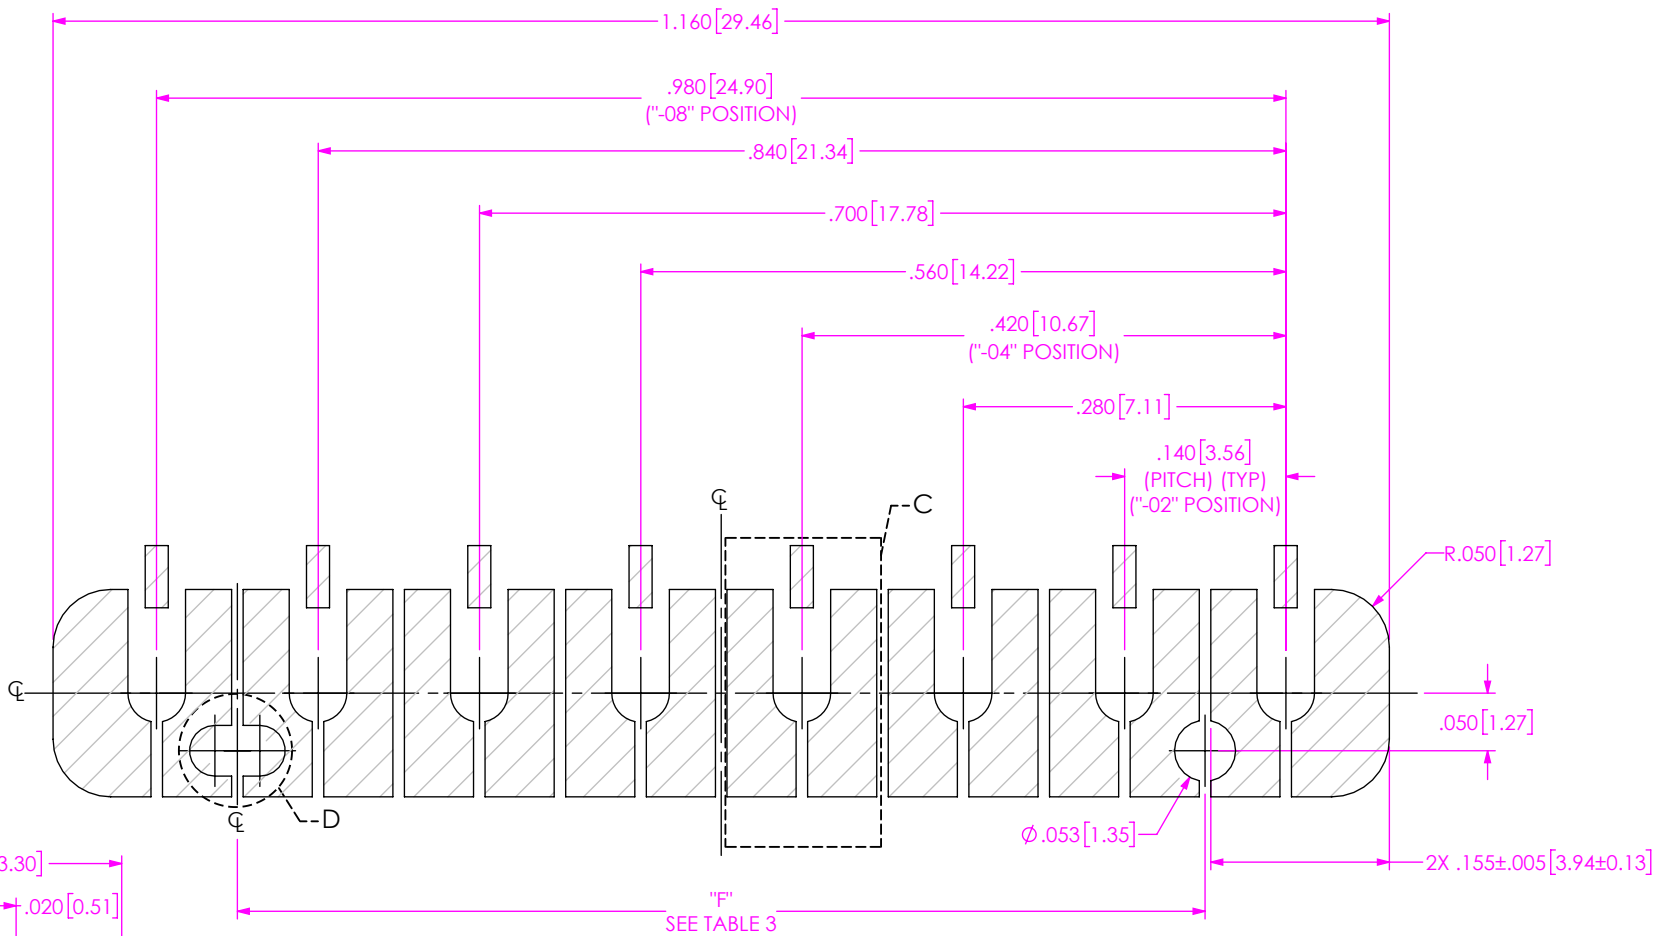 1.160[29.46]
.980[24.90]
("-08" POSITION)
.840[21.34]
.700[17.78]
.560[14.22]
.420[10.67]
("-04" POSITION)
.280[7.11]
.140[3.56]
(PITCH) (TYP)
("-02" POSITION)
℄
C
R.050[1.27]
℄
.050[1.27]
℄
D
Ø.053[1.35]
3.30]
2X .155±.005[3.94±0.13]
.020[0.51]
"F"
SEE TABLE 3